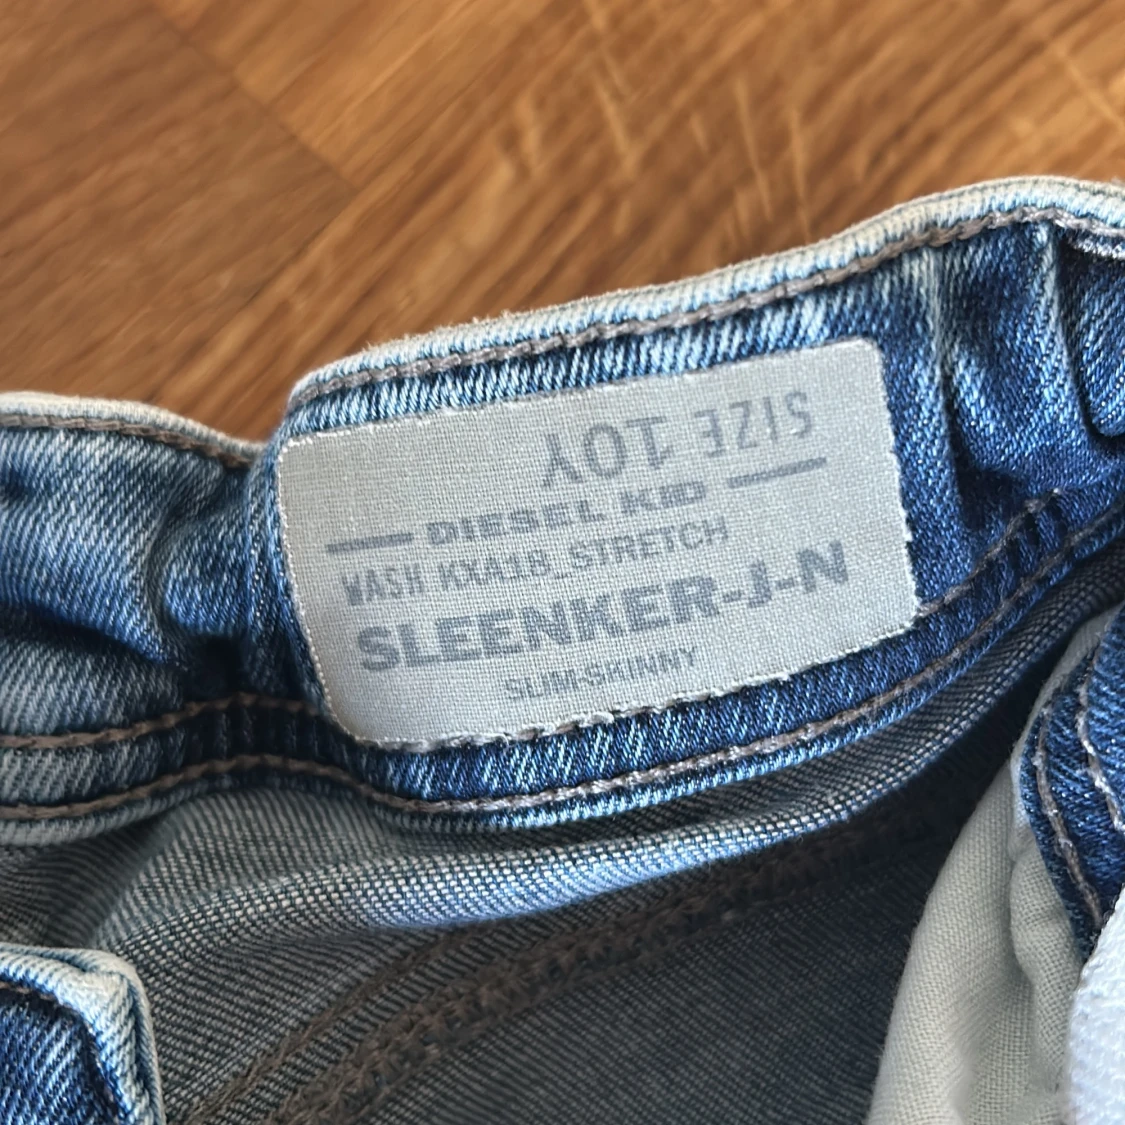 SIZE 10Y
DIESEL KID
WASH KXA18_STRETCH
SLEENKER-J-N
SLIM-SKINNY